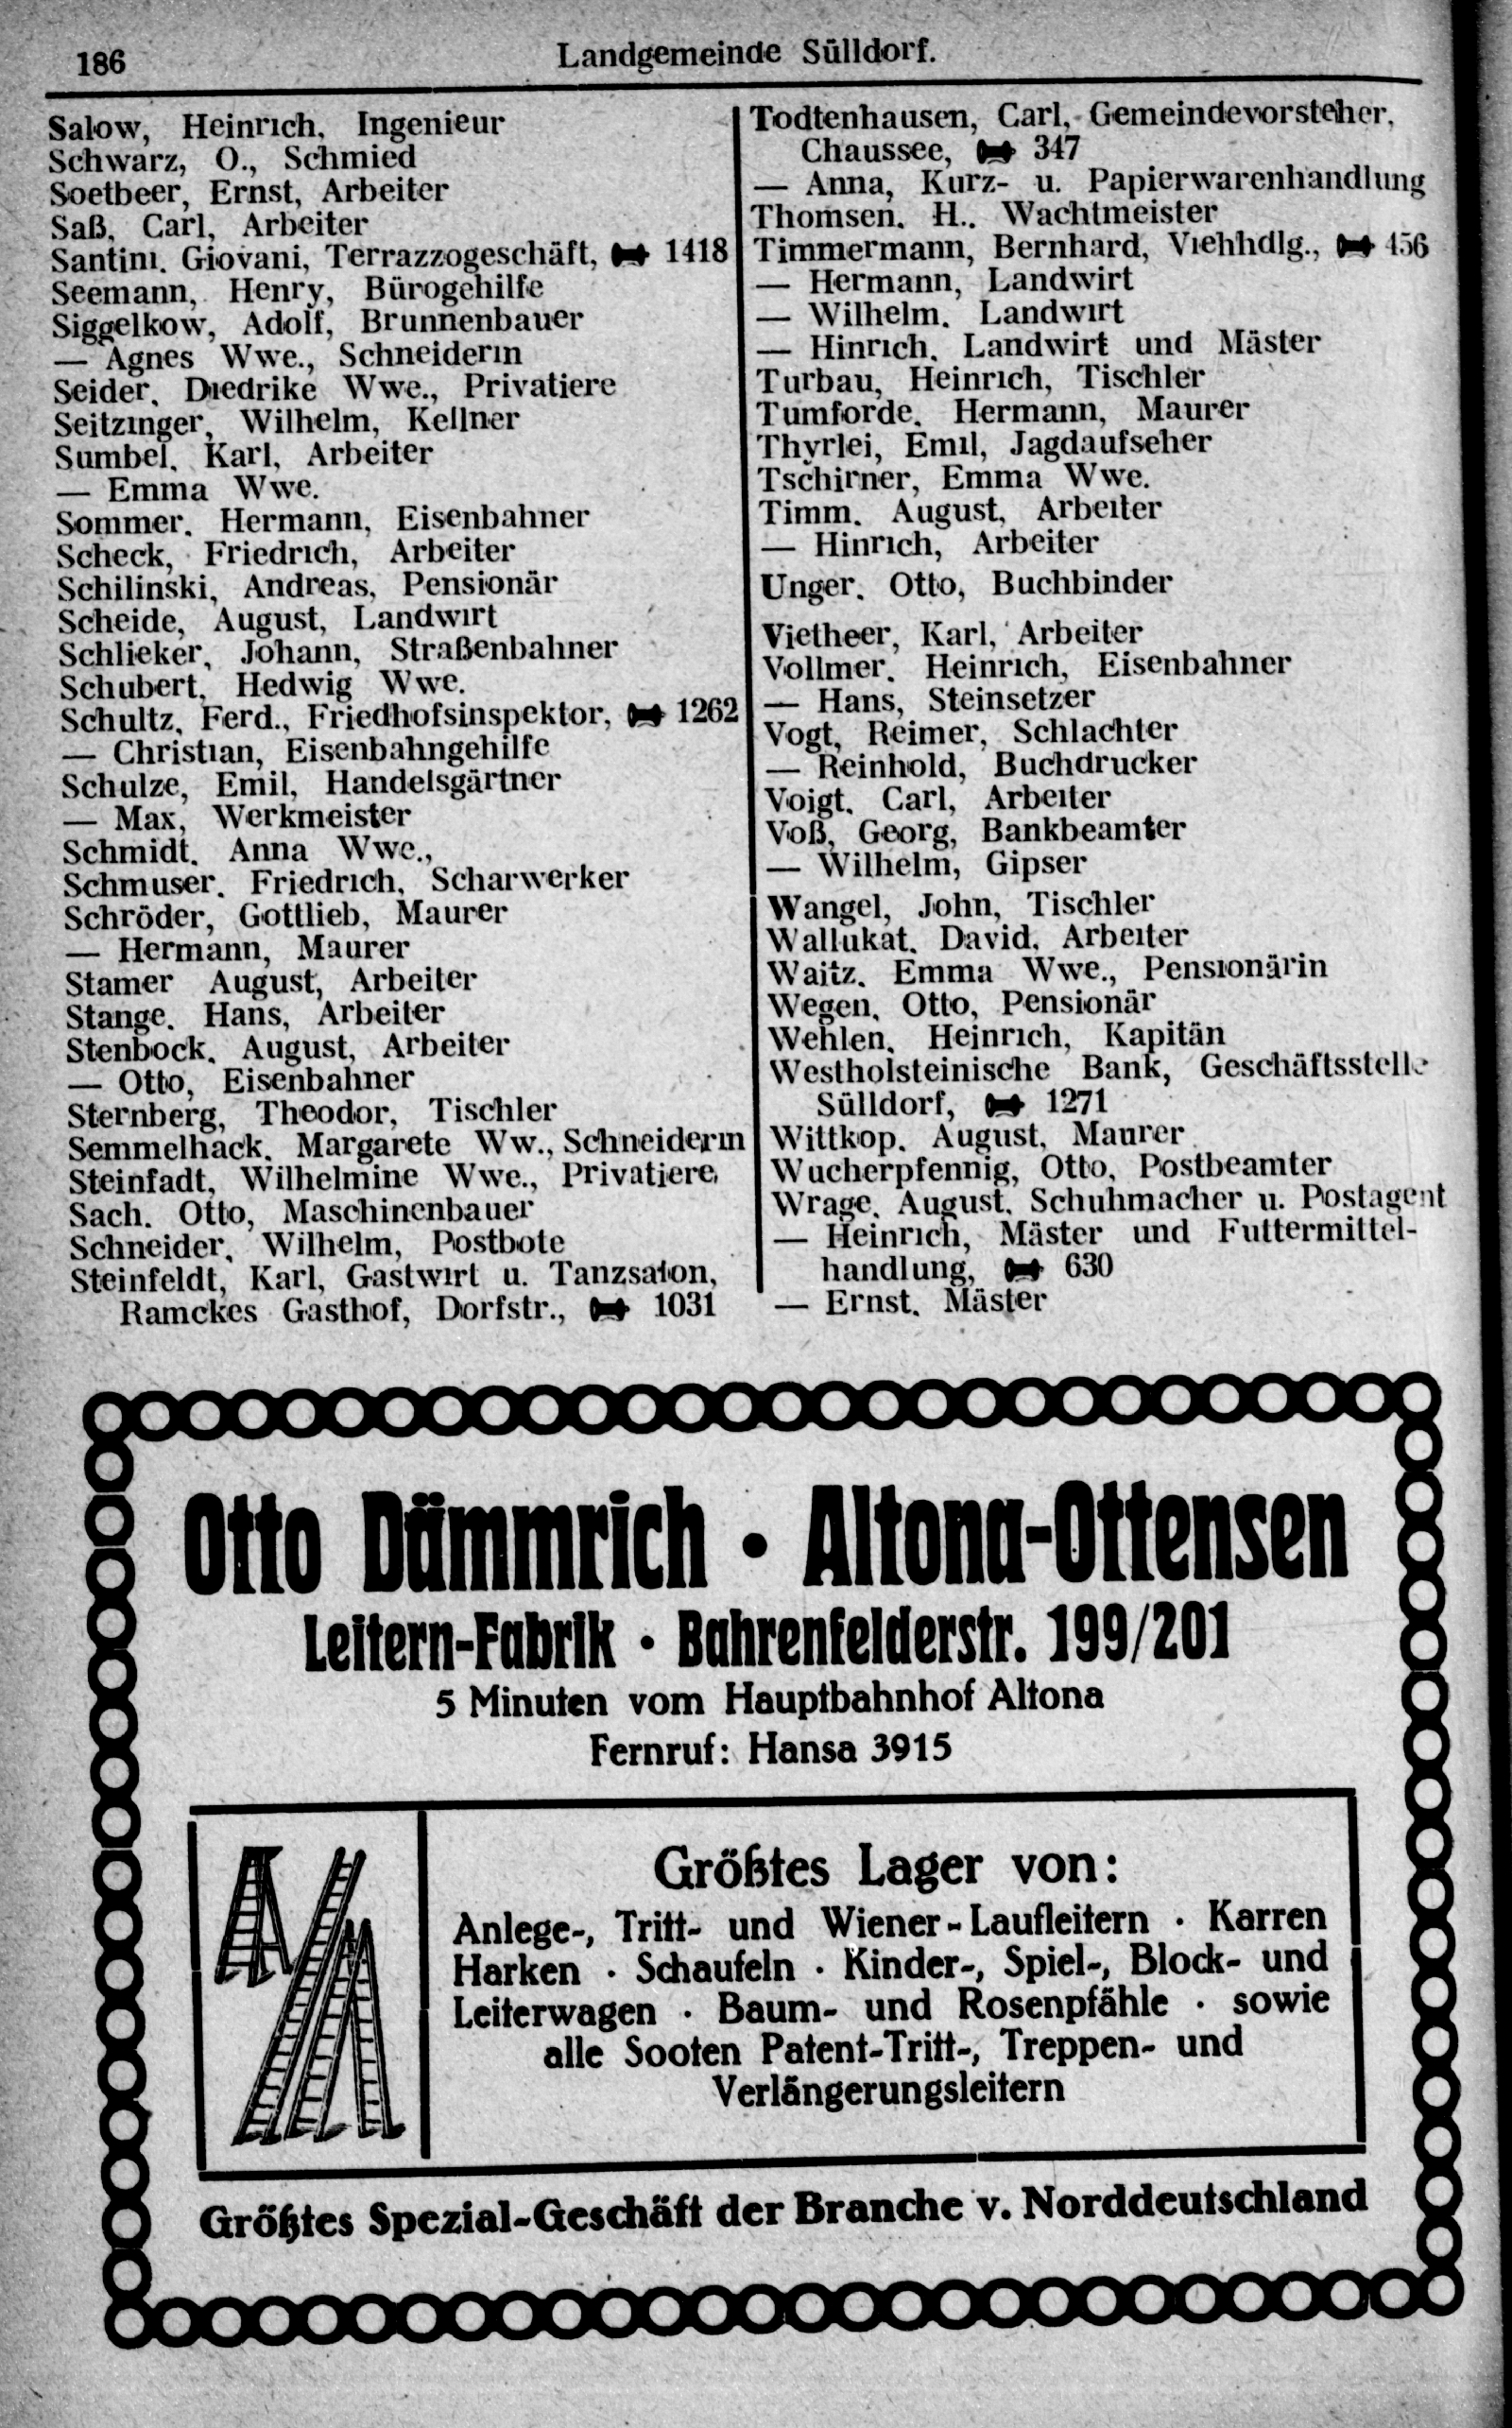 186
Landgemeinde Sülldorf.
Salow, Heinrich, Ingenieur
Schwarz, O., Schmied
Soetbeer, Ernst, Arbeiter
Saß, Carl, Arbeiter
Santini, Giovani, Terrazzogeschäft, 1418
Seemann, Henry, Bürogehilfe
Siggelkow, Adolf, Brunnenbauer
— Agnes Wwe., Schneiderin
Seider, Diedrike Wwe., Privatiere
Seitzinger, Wilhelm, Kellner
Sumbel, Karl, Arbeiter
— Emma Wwe.
Sommer, Hermann, Eisenbahner
Scheck, Friedrich, Arbeiter
Schilinski, Andreas, Pensionär
Scheide, August, Landwirt
Schlieker, Johann, Straßenbahner
Schubert, Hedwig Wwe.
Schultz, Ferd., Friedhofsinspektor, 1262
— Christian, Eisenbahngehilfe
Schulze, Emil, Handelsgärtner
— Max, Werkmeister
Schmidt, Anna Wwe.,
Schmuser, Friedrich, Scharwerker
Schröder, Gottlieb, Maurer
— Hermann, Maurer
Stamer August, Arbeiter
Stange, Hans, Arbeiter
Stenbock, August, Arbeiter
— Otto, Eisenbahner
Sternberg, Theodor, Tischler
Semmelhack, Margarete Ww., Schneiderin
Steinfadt, Wilhelmine Wwe., Privatiere,
Sach, Otto, Maschinenbauer
Schneider, Wilhelm, Postbote
Steinfeldt, Karl, Gastwirt u. Tanzsalon,
Ramckes Gasthof, Dorfstr., 1031
Todtenhausen, Carl, Gemeindevorsteher,
Chaussee, 347
— Anna, Kurz- u. Papierwarenhandlung
Thomsen, H., Wachtmeister
Timmermann, Bernhard, Viehhdlg., 456
— Hermann, Landwirt
— Wilhelm, Landwirt
— Hinrich, Landwirt und Mäster
Turbau, Heinrich, Tischler
Tumforde, Hermann, Maurer
Thyrlei, Emil, Jagdaufseher
Tschirner, Emma Wwe.
Timm, August, Arbeiter
— Hinrich, Arbeiter
Unger, Otto, Buchbinder
Vietheer, Karl, Arbeiter
Vollmer, Heinrich, Eisenbahner
— Hans, Steinsetzer
Vogt, Reimer, Schlachter
— Reinhold, Buchdrucker
Voigt, Carl, Arbeiter
Voß, Georg, Bankbeamter
— Wilhelm, Gipser
Wangel, John, Tischler
Wallukat, David, Arbeiter
Waitz, Emma Wwe., Pensionärin
Wegen, Otto, Pensionär
Wehlen, Heinrich, Kapitän
Westholsteinische Bank, Geschäftsstelle
Sülldorf, 1271
Wittkop, August, Maurer
Wucherpfennig, Otto, Postbeamter
Wrage, August, Schuhmacher u. Postagent
— Heinrich, Mäster und Futtermittel-
handlung, 630
— Ernst, Mäster
Otto Dämmrich · Altona-Ottensen
Leitern-Fabrik · Bahrenfelderstr. 199/201
5 Minuten vom Hauptbahnhof Altona
Fernruf: Hansa 3915
Größtes Lager von:
Anlege-, Tritt- und Wiener-Laufleitern · Karren
Harken · Schaufeln · Kinder-, Spiel-, Block- und
Leiterwagen · Baum- und Rosenpfähle · sowie
alle Sooten Patent-Tritt-, Treppen- und
Verlängerungsleitern
Größtes Spezial-Geschäft der Branche v. Norddeutschland